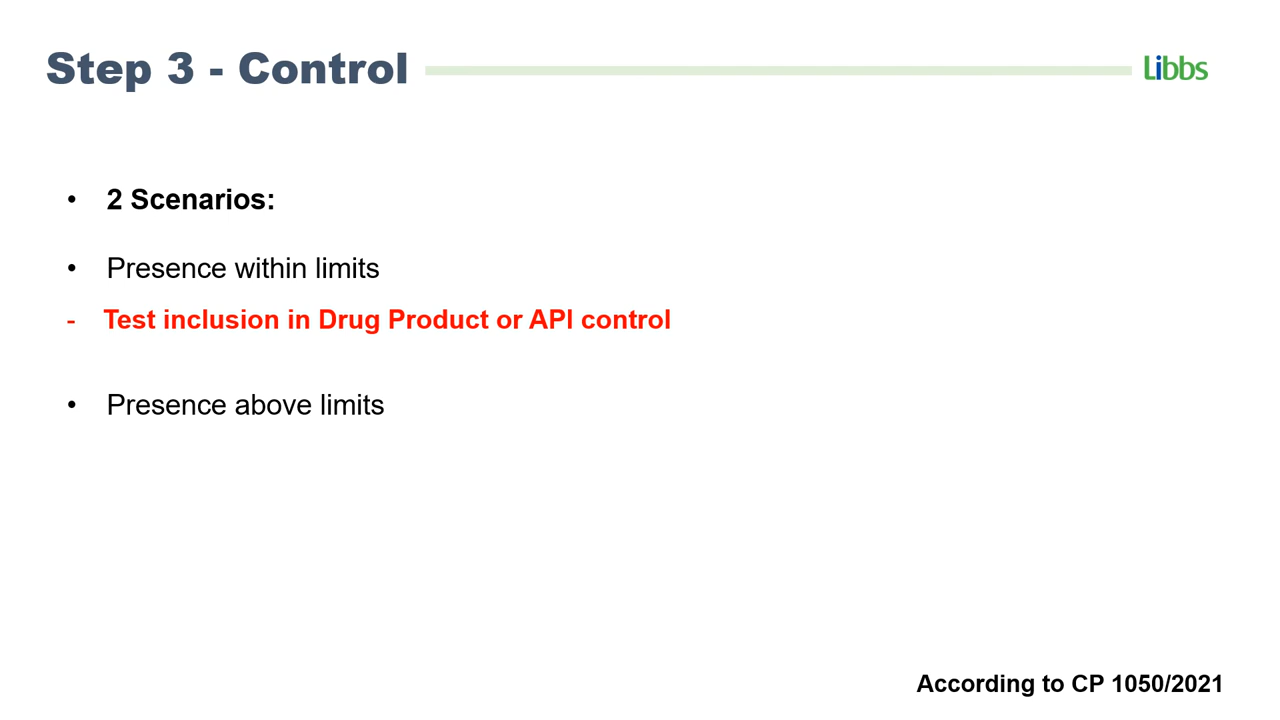 Step 3 - Control
Libbs
• 2 Scenarios:
• Presence within limits
- Test inclusion in Drug Product or API control
• Presence above limits
According to CP 1050/2021